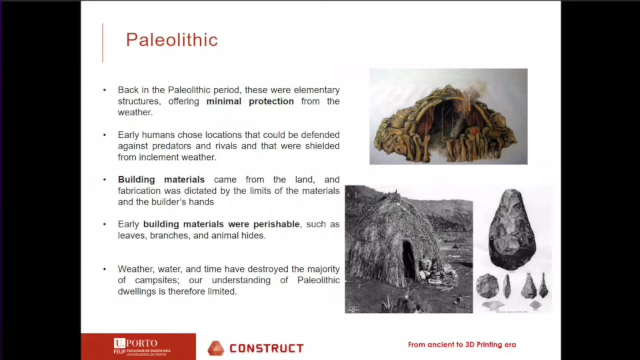 Paleolithic
• Back in the Paleolithic period, these were elementary
structures, offering minimal protection from the
weather.
• Early humans chose locations that could be defended
against predators and rivals and that were shielded
from inclement weather.
• Building materials came from the land, and
fabrication was dictated by the limits of the materials
and the builder's hands
• Early building materials were perishable, such as
leaves, branches, and animal hides.
• Weather, water, and time have destroyed the majority
of campsites; our understanding of Paleolithic
dwellings is therefore limited.
U. PORTO
FEUP FACULDADE DE ENGENHARIA
UNIVERSIDADE DO PORTO
CONSTRUCT
From ancient to 3D Printing era